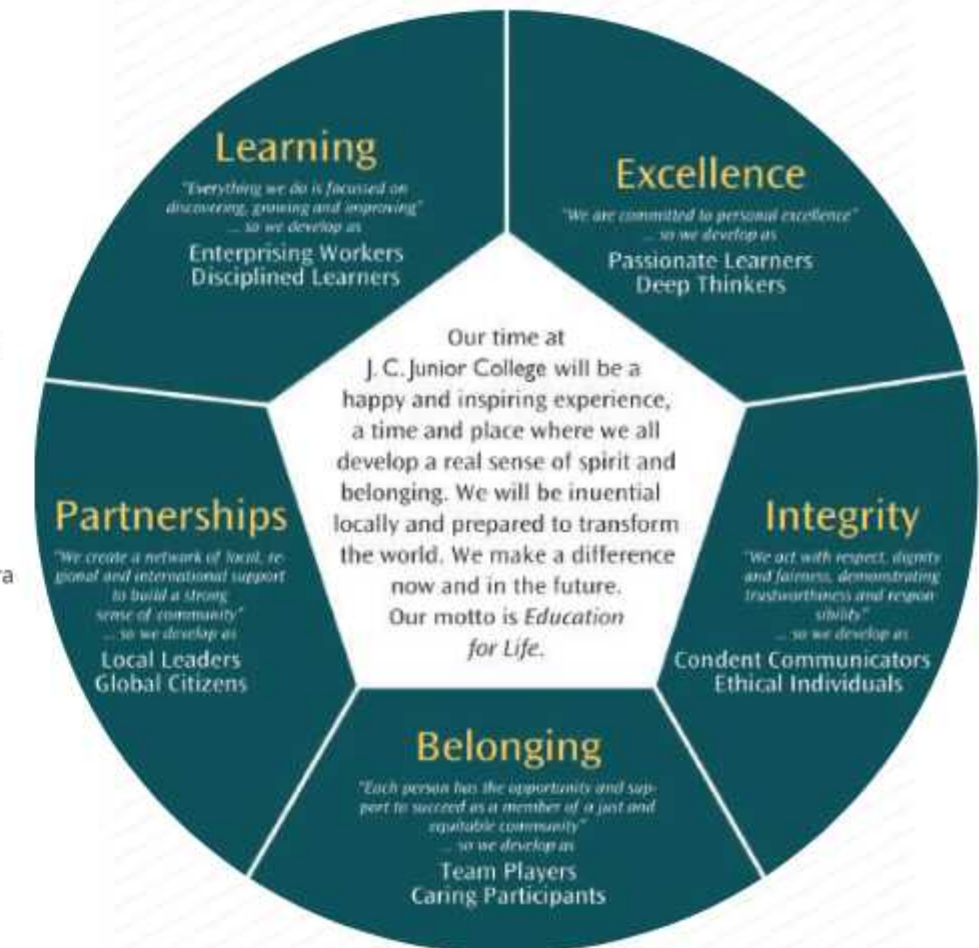 Learning
"Everything we do is focussed on
discovering, growing and improving"
... so we develop as
Enterprising Workers
Disciplined Learners
Excellence
"We are committed to personal excellence"
... so we develop as
Passionate Learners
Deep Thinkers
Our time at
J. C. Junior College will be a
happy and inspiring experience,
a time and place where we all
develop a real sense of spirit and
belonging. We will be inuential
locally and prepared to transform
the world. We make a difference
now and in the future.
Our motto is Education
for Life.
Partnerships
"We create a network of local, re-
gional and international support
to build a strong
sense of community"
... so we develop as
Local Leaders
Global Citizens
Integrity
"We act with respect, dignity
and fairness, demonstrating
trustworthiness and respon-
sibility"
... so we develop as
Condent Communicators
Ethical Individuals
Belonging
"Each person has the opportunity and sup-
port to succeed as a member of a just and
equitable community"
... so we develop as
Team Players
Caring Participants
ra